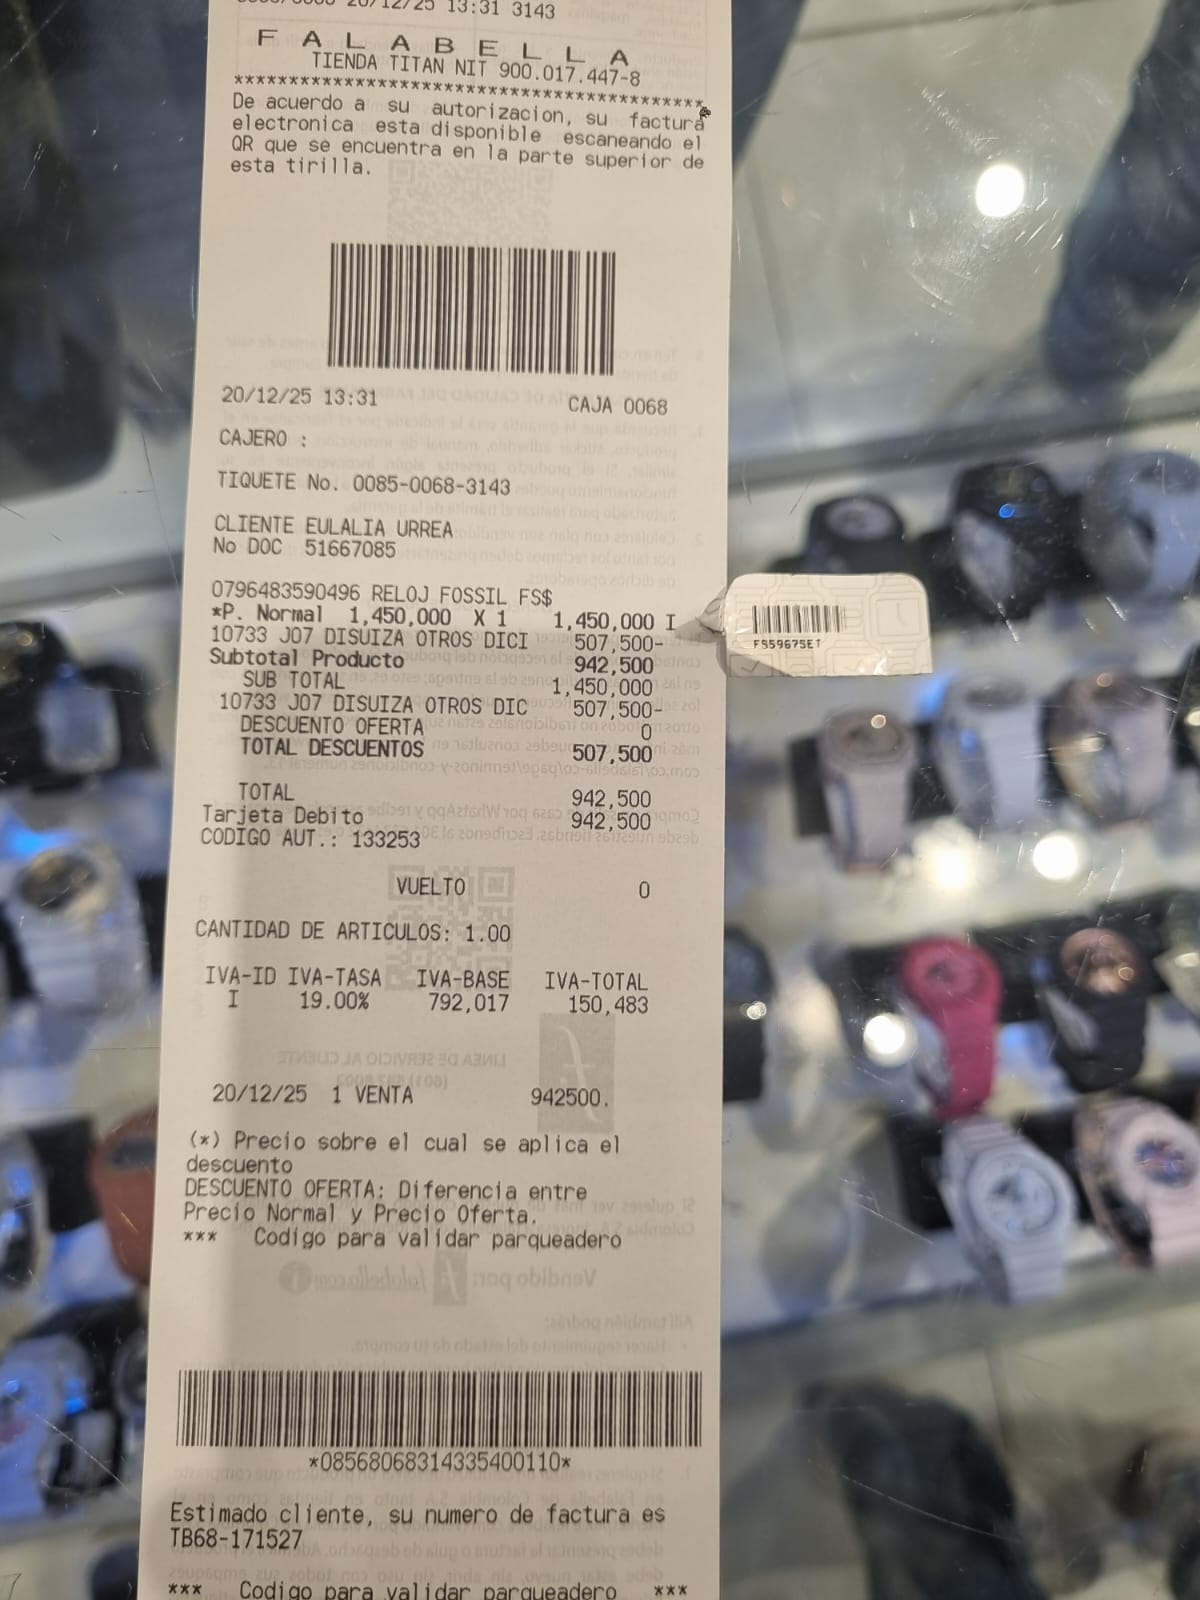 20/12/25 13:31 3143
F A L A B E L L A
TIENDA TITAN NIT 900.017.447-8
*******************************************
De acuerdo a su autorizacion, su factura
electronica esta disponible escaneando el
QR que se encuentra en la parte superior de
esta tirilla.
20/12/25 13:31 CAJA 0068
CAJERO :
TIQUETE No. 0085-0068-3143
CLIENTE EULALIA URREA
No DOC 51667085
0796483590496 RELOJ FOSSIL FS$
*P. Normal 1,450,000 X 1 1,450,000 I
10733 J07 DISUIZA OTROS DICI 507,500-
Subtotal Producto 942,500
SUB TOTAL 1,450,000
10733 J07 DISUIZA OTROS DIC 507,500-
DESCUENTO OFERTA 0
TOTAL DESCUENTOS 507,500
TOTAL 942,500
Tarjeta Debito 942,500
CODIGO AUT.: 133253
VUELTO 0
CANTIDAD DE ARTICULOS: 1.00
IVA-ID IVA-TASA IVA-BASE IVA-TOTAL
I 19.00% 792,017 150,483
20/12/25 1 VENTA 942500.
(*) Precio sobre el cual se aplica el
descuento
DESCUENTO OFERTA: Diferencia entre
Precio Normal y Precio Oferta.
*** Codigo para validar parqueadero
*08568068314335400110*
Estimado cliente, su numero de factura es
TB68-171527
*** Codigo para validar parqueadero ***
FS59675E1